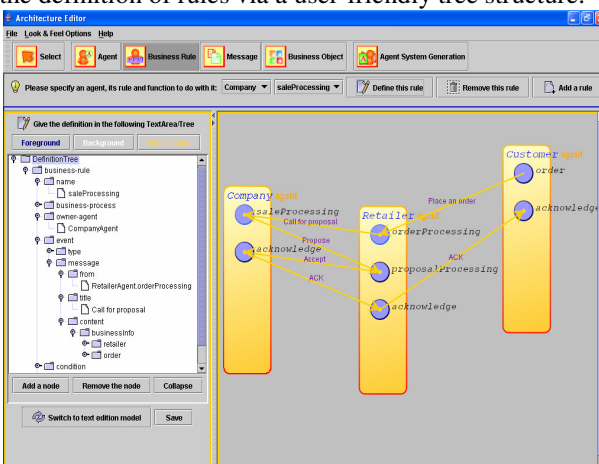 the definition of rules via a user-friendly tree structure.
Architecture Editor
File Look & Feel Options Help
Select Agent Business Rule Message Business Object Agent System Generation
Please specify an agent, its rule and function to do with it: Company saleProcessing Define this rule Remove this rule Add a rule
Give the definition in the following TextArea/Tree
Foreground Background
DefinitionTree
business-rule
name
saleProcessing
business-process
owner-agent
CompanyAgent
event
type
message
from
RetailerAgent.orderProcessing
title
Call for proposal
content
businessInfo
retailer
order
condition
Add a node Remove the node Collapse
Switch to text edition model Save
Company agent
saleProcessing
acknowledge
Retailer agent
orderProcessing
proposalProcessing
acknowledge
Customer agent
order
acknowledge
Place an order
Call for proposal
Propose
Accept
ACK
ACK